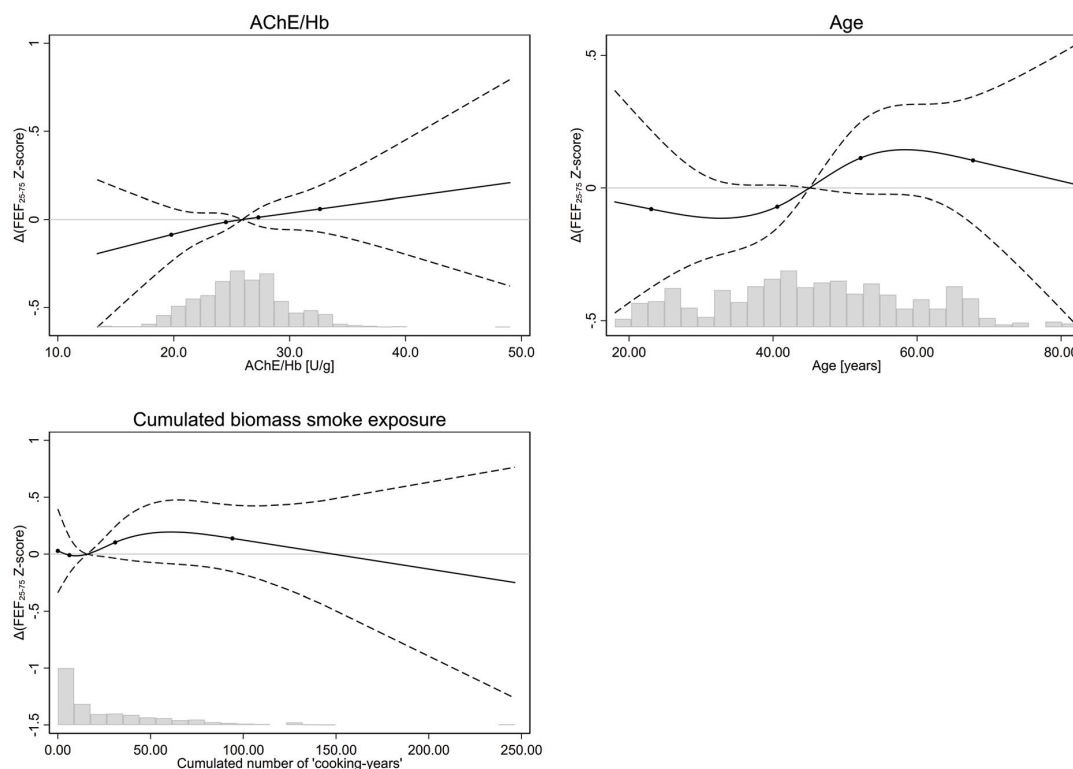 AChE/Hb
1
.5
0
-.5
Δ(FEF25-75 Z-score)
10.0 20.0 30.0 40.0 50.0
AChE/Hb [U/g]
Age
.5
0
-.5
Δ(FEF25-75 Z-score)
20.00 40.00 60.00 80.00
Age [years]
Cumulated biomass smoke exposure
1
.5
0
-.5
-1
-1.5
Δ(FEF25-75 Z-score)
0.00 50.00 100.00 150.00 200.00 250.00
Cumulated number of 'cooking-years'